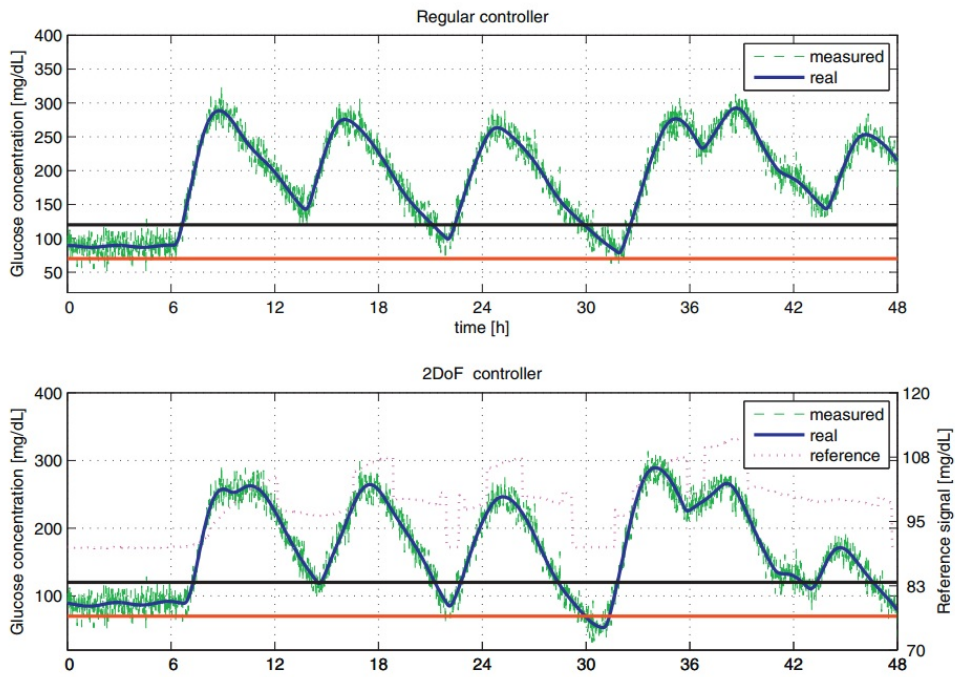 Regular controller
Glucose concentration [mg/dL]
400
350
300
250
200
150
100
50
measured
real
0 6 12 18 24 30 36 42 48
time [h]
2DoF controller
Glucose concentration [mg/dL]
400
300
200
100
measured
real
reference
120
108
95
83
70
Reference signal [mg/dL]
0 6 12 18 24 30 36 42 48